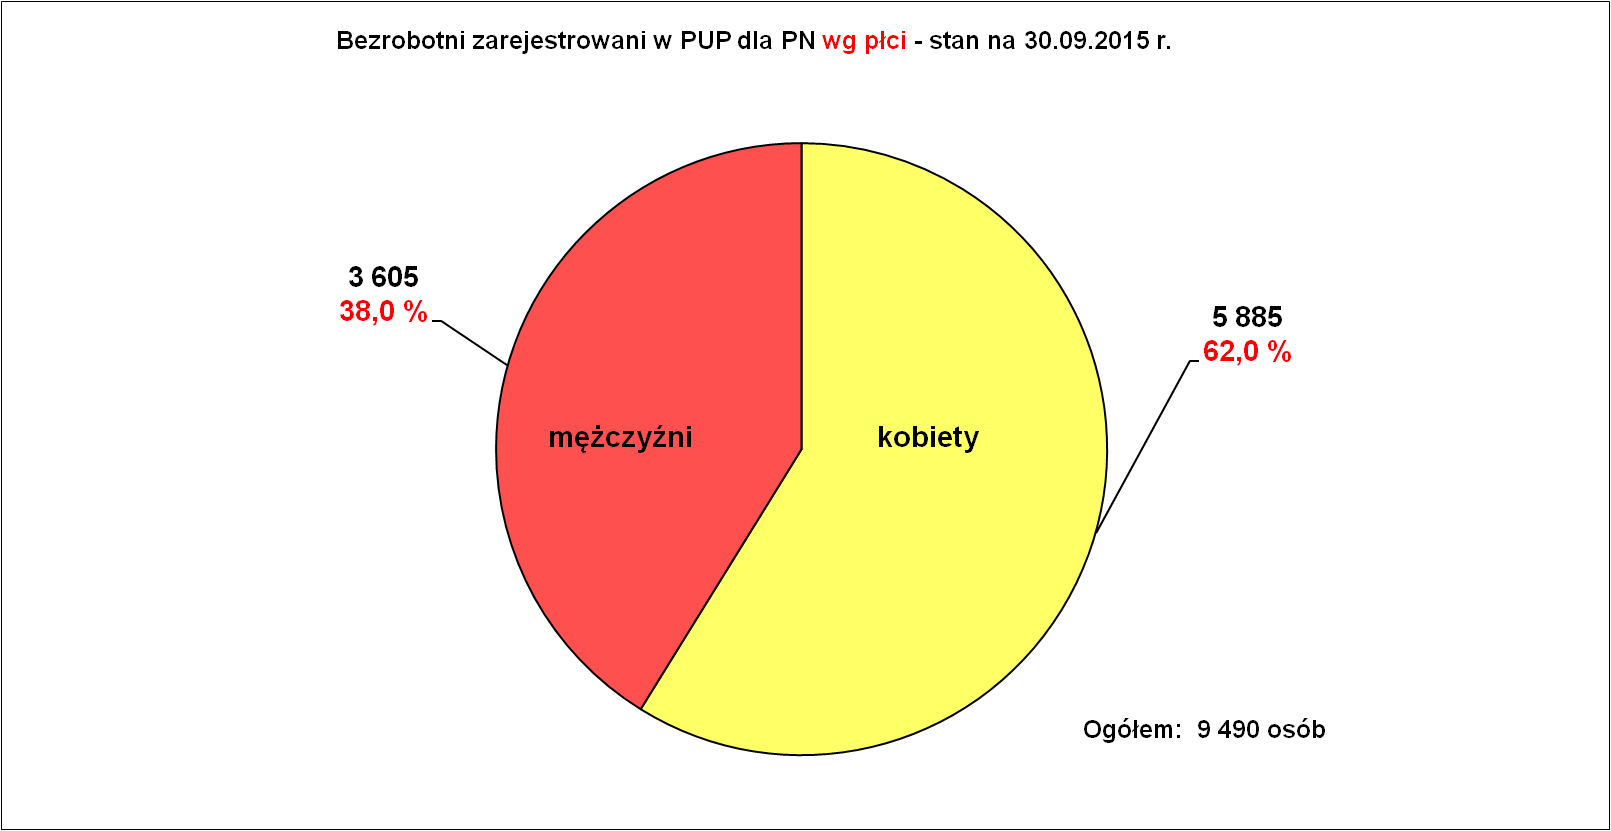 Bezrobotni zarejestrowani w PUP dla PN wg płci - stan na 30.09.2015 r.
3 605
38,0 %
5 885
62,0 %
mężczyźni
kobiety
Ogółem: 9 490 osób